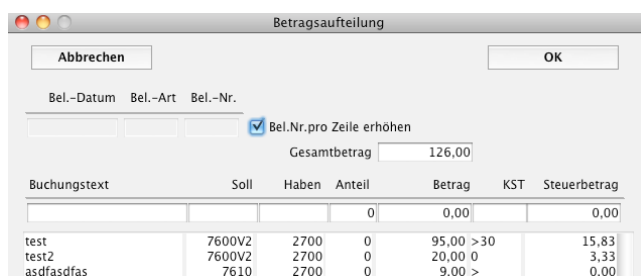 Betragsaufteilung
Abbrechen OK
Bel.-Datum Bel.-Art Bel.-Nr.
Bel.Nr.pro Zeile erhöhen
Gesamtbetrag 126,00
Buchungstext Soll Haben Anteil Betrag KST Steuerbetrag
0 0,00 0,00
test 7600V2 2700 0 95,00 >30 15,83
test2 7600V2 2700 0 20,00 0 3,33
asdfasdfas 7610 2700 0 9,00 > 0,00